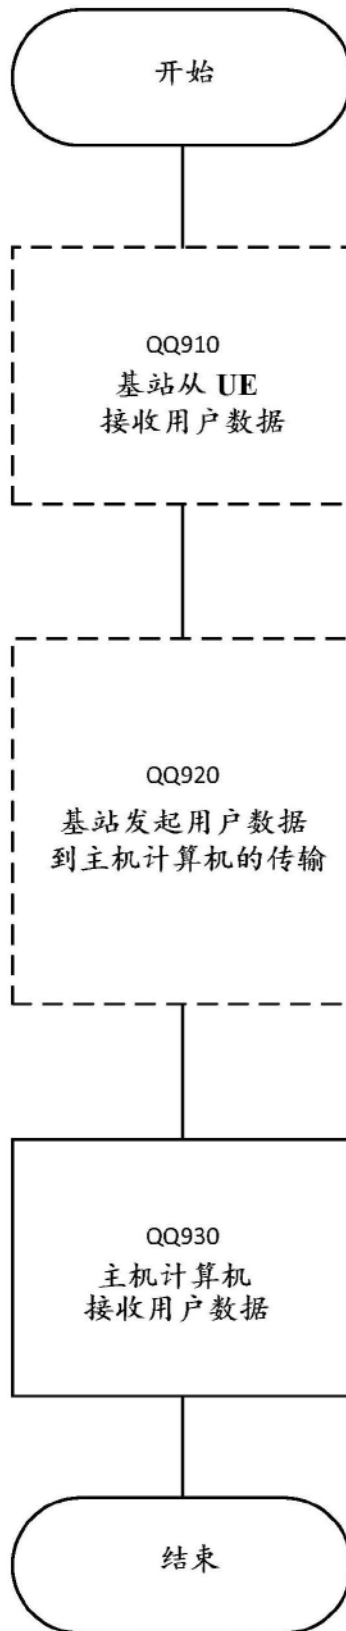 开始
QQ910
基站从 UE
接收用户数据
QQ920
基站发起用户数据
到主机计算机的传输
QQ930
主机计算机
接收用户数据
结束